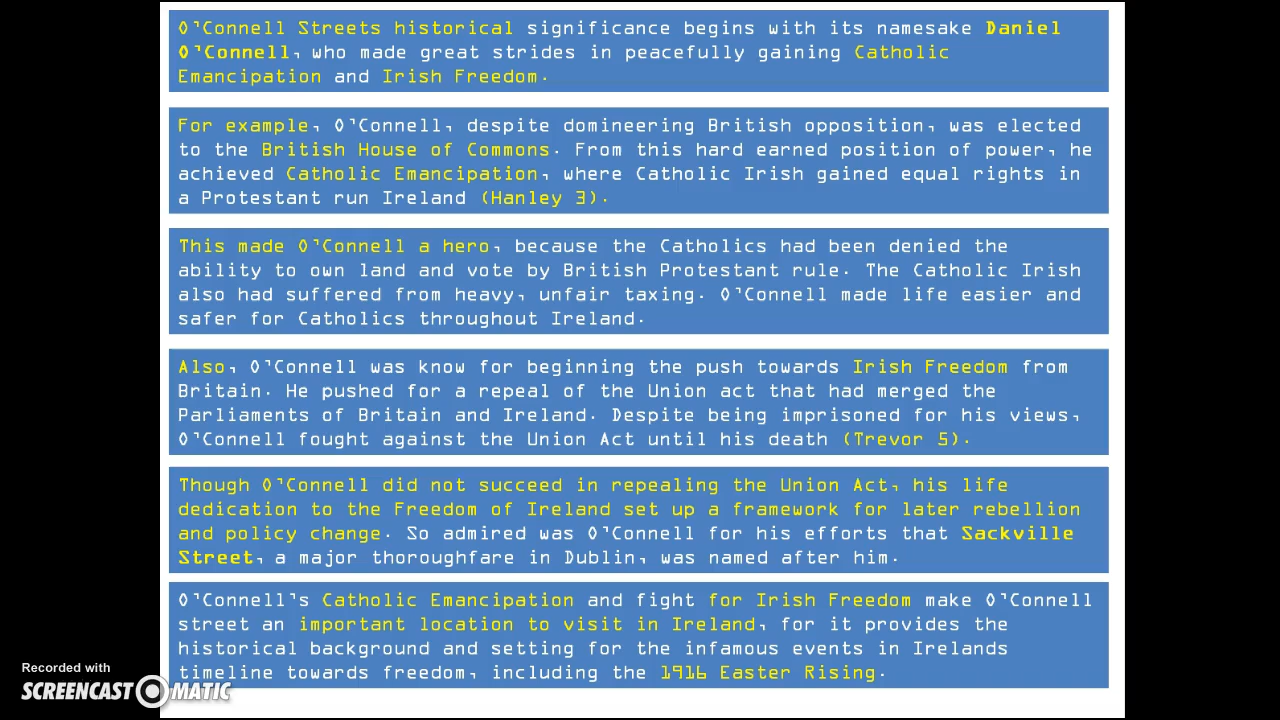 O'Connell Streets historical significance begins with its namesake Daniel
O'Connell, who made great strides in peacefully gaining Catholic
Emancipation and Irish Freedom.
For example, O'Connell, despite domineering British opposition, was elected
to the British House of Commons. From this hard earned position of power, he
achieved Catholic Emancipation, where Catholic Irish gained equal rights in
a Protestant run Ireland (Hanley 3).
This made O'Connell a hero, because the Catholics had been denied the
ability to own land and vote by British Protestant rule. The Catholic Irish
also had suffered from heavy, unfair taxing. O'Connell made life easier and
safer for Catholics throughout Ireland.
Also, O'Connell was know for beginning the push towards Irish Freedom from
Britain. He pushed for a repeal of the Union act that had merged the
Parliaments of Britain and Ireland. Despite being imprisoned for his views,
O'Connell fought against the Union Act until his death (Trevor 5).
Though O'Connell did not succeed in repealing the Union Act, his life
dedication to the Freedom of Ireland set up a framework for later rebellion
and policy change. So admired was O'Connell for his efforts that Sackville
Street, a major thoroughfare in Dublin, was named after him.
O'Connell's Catholic Emancipation and fight for Irish Freedom make O'Connell
street an important location to visit in Ireland, for it provides the
historical background and setting for the infamous events in Irelands
timeline towards freedom, including the 1916 Easter Rising.
Recorded with
SCREENCAST-O-MATIC